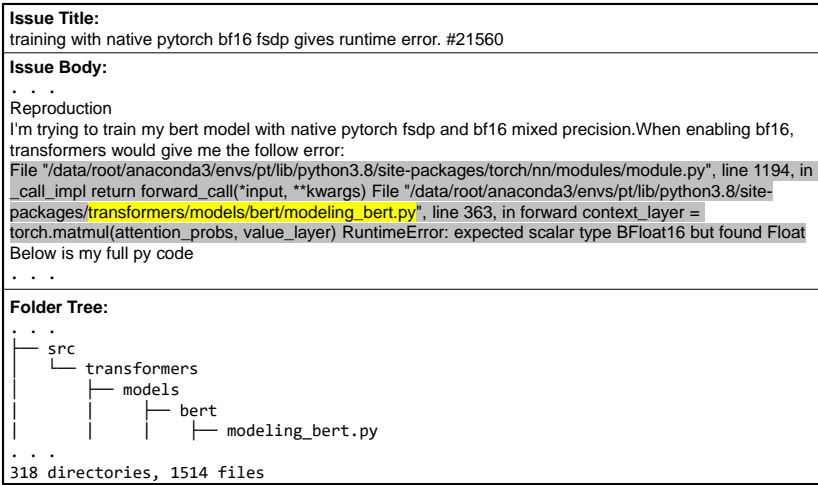 Issue Title:
training with native pytorch bf16 fsdp gives runtime error. #21560
Issue Body:
. . .
Reproduction
I'm trying to train my bert model with native pytorch fsdp and bf16 mixed precision.When enabling bf16,
transformers would give me the follow error:
File "/data/root/anaconda3/envs/pt/lib/python3.8/site-packages/torch/nn/modules/module.py", line 1194, in
_call_impl return forward_call(*input, **kwargs) File "/data/root/anaconda3/envs/pt/lib/python3.8/site-
packages/transformers/models/bert/modeling_bert.py", line 363, in forward context_layer =
torch.matmul(attention_probs, value_layer) RuntimeError: expected scalar type BFloat16 but found Float
Below is my full py code
. . .
Folder Tree:
. . .
├── src
│   └── transformers
│       ├── models
│       │   ├── bert
│       │   │   ├── modeling_bert.py
. . .
318 directories, 1514 files